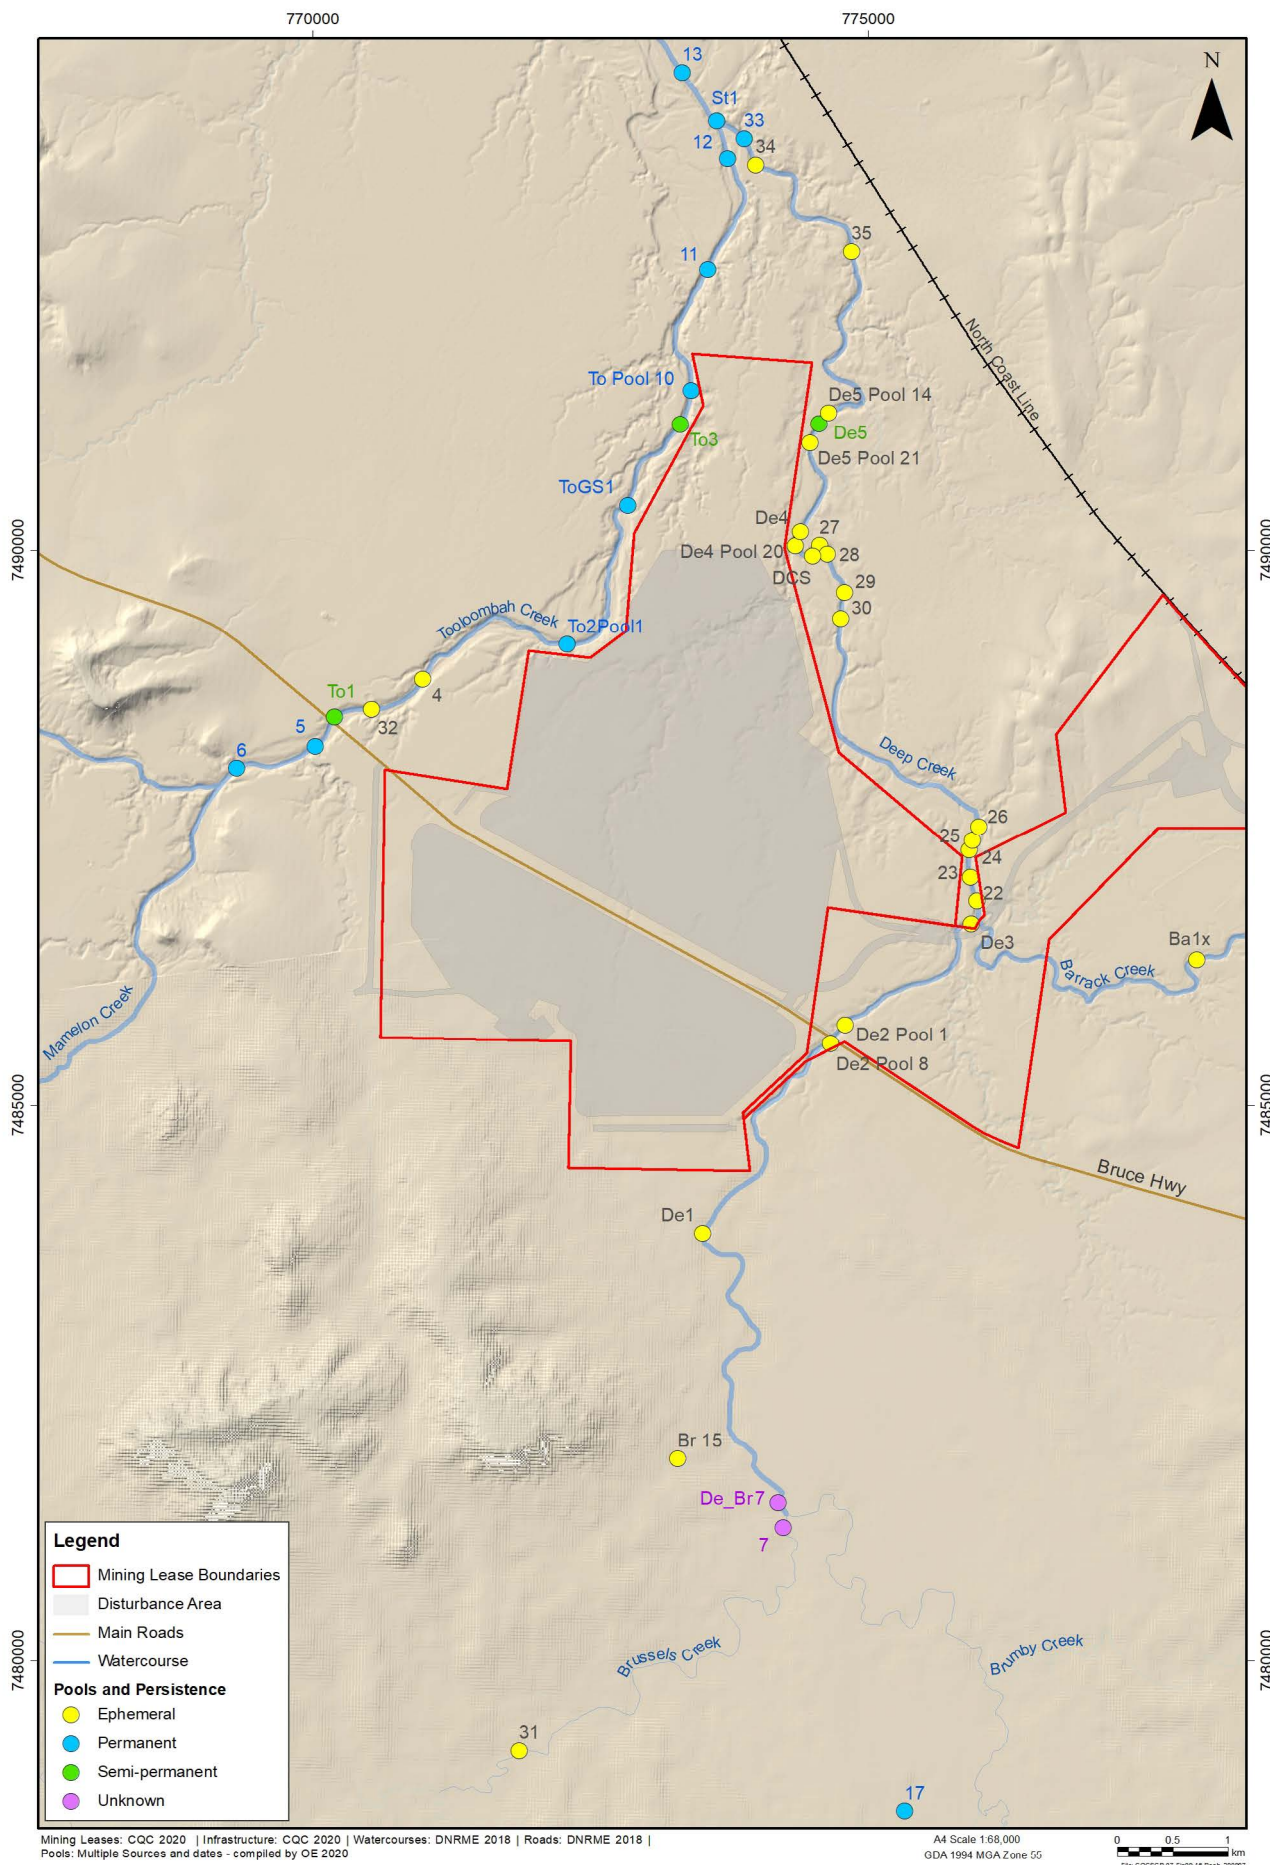 770000
775000
N
13
St1
33
12
34
35
11
North Coast Line
To Pool 10
De5 Pool 14
To3
De5
De5 Pool 21
ToGS1
De4
27
7490000
7490000
De4 Pool 20
28
DCS
29
30
Tooloombah Creek
To2Pool1
4
To1
32
5
6
Deep Creek
26
25
24
23
22
De3
Ba1x
Barrack Creek
Mamelon Creek
De2 Pool 1
De2 Pool 8
7485000
7485000
Bruce Hwy
De1
Br 15
De_Br7
7
Brussels Creek
Brumby Creek
7480000
7480000
31
17
Legend
Mining Lease Boundaries
Disturbance Area
Main Roads
Watercourse
Pools and Persistence
Ephemeral
Permanent
Semi-permanent
Unknown
Mining Leases: CQC 2020 | Infrastructure: CQC 2020 | Watercourses: DNRME 2018 | Roads: DNRME 2018 |
Pools: Multiple Sources and dates - compiled by OE 2020
A4 Scale 1:68,000
GDA 1994 MGA Zone 55
0 0.5 1
km